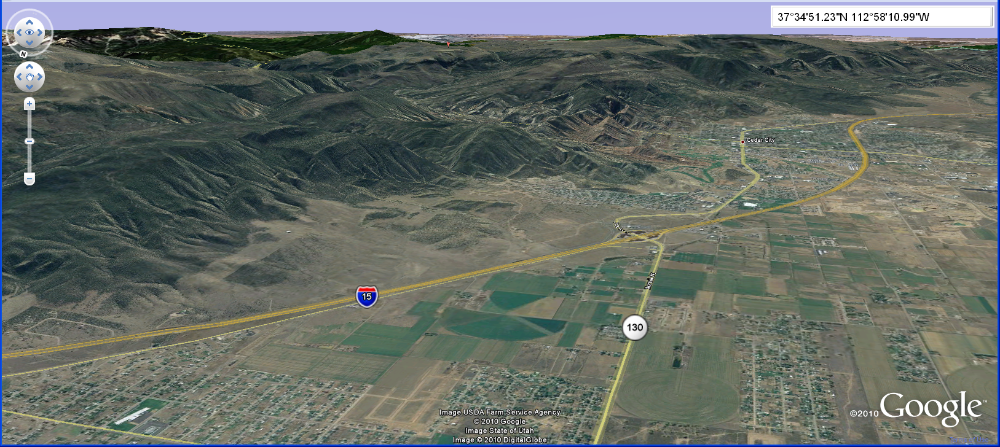 37°34'51.23"N 112°58'10.99"W
N
Cedar City
15
130
Image USDA Farm Service Agency
© 2010 Google
Image State of Utah
Image © 2010 DigitalGlobe
©2010 Google™